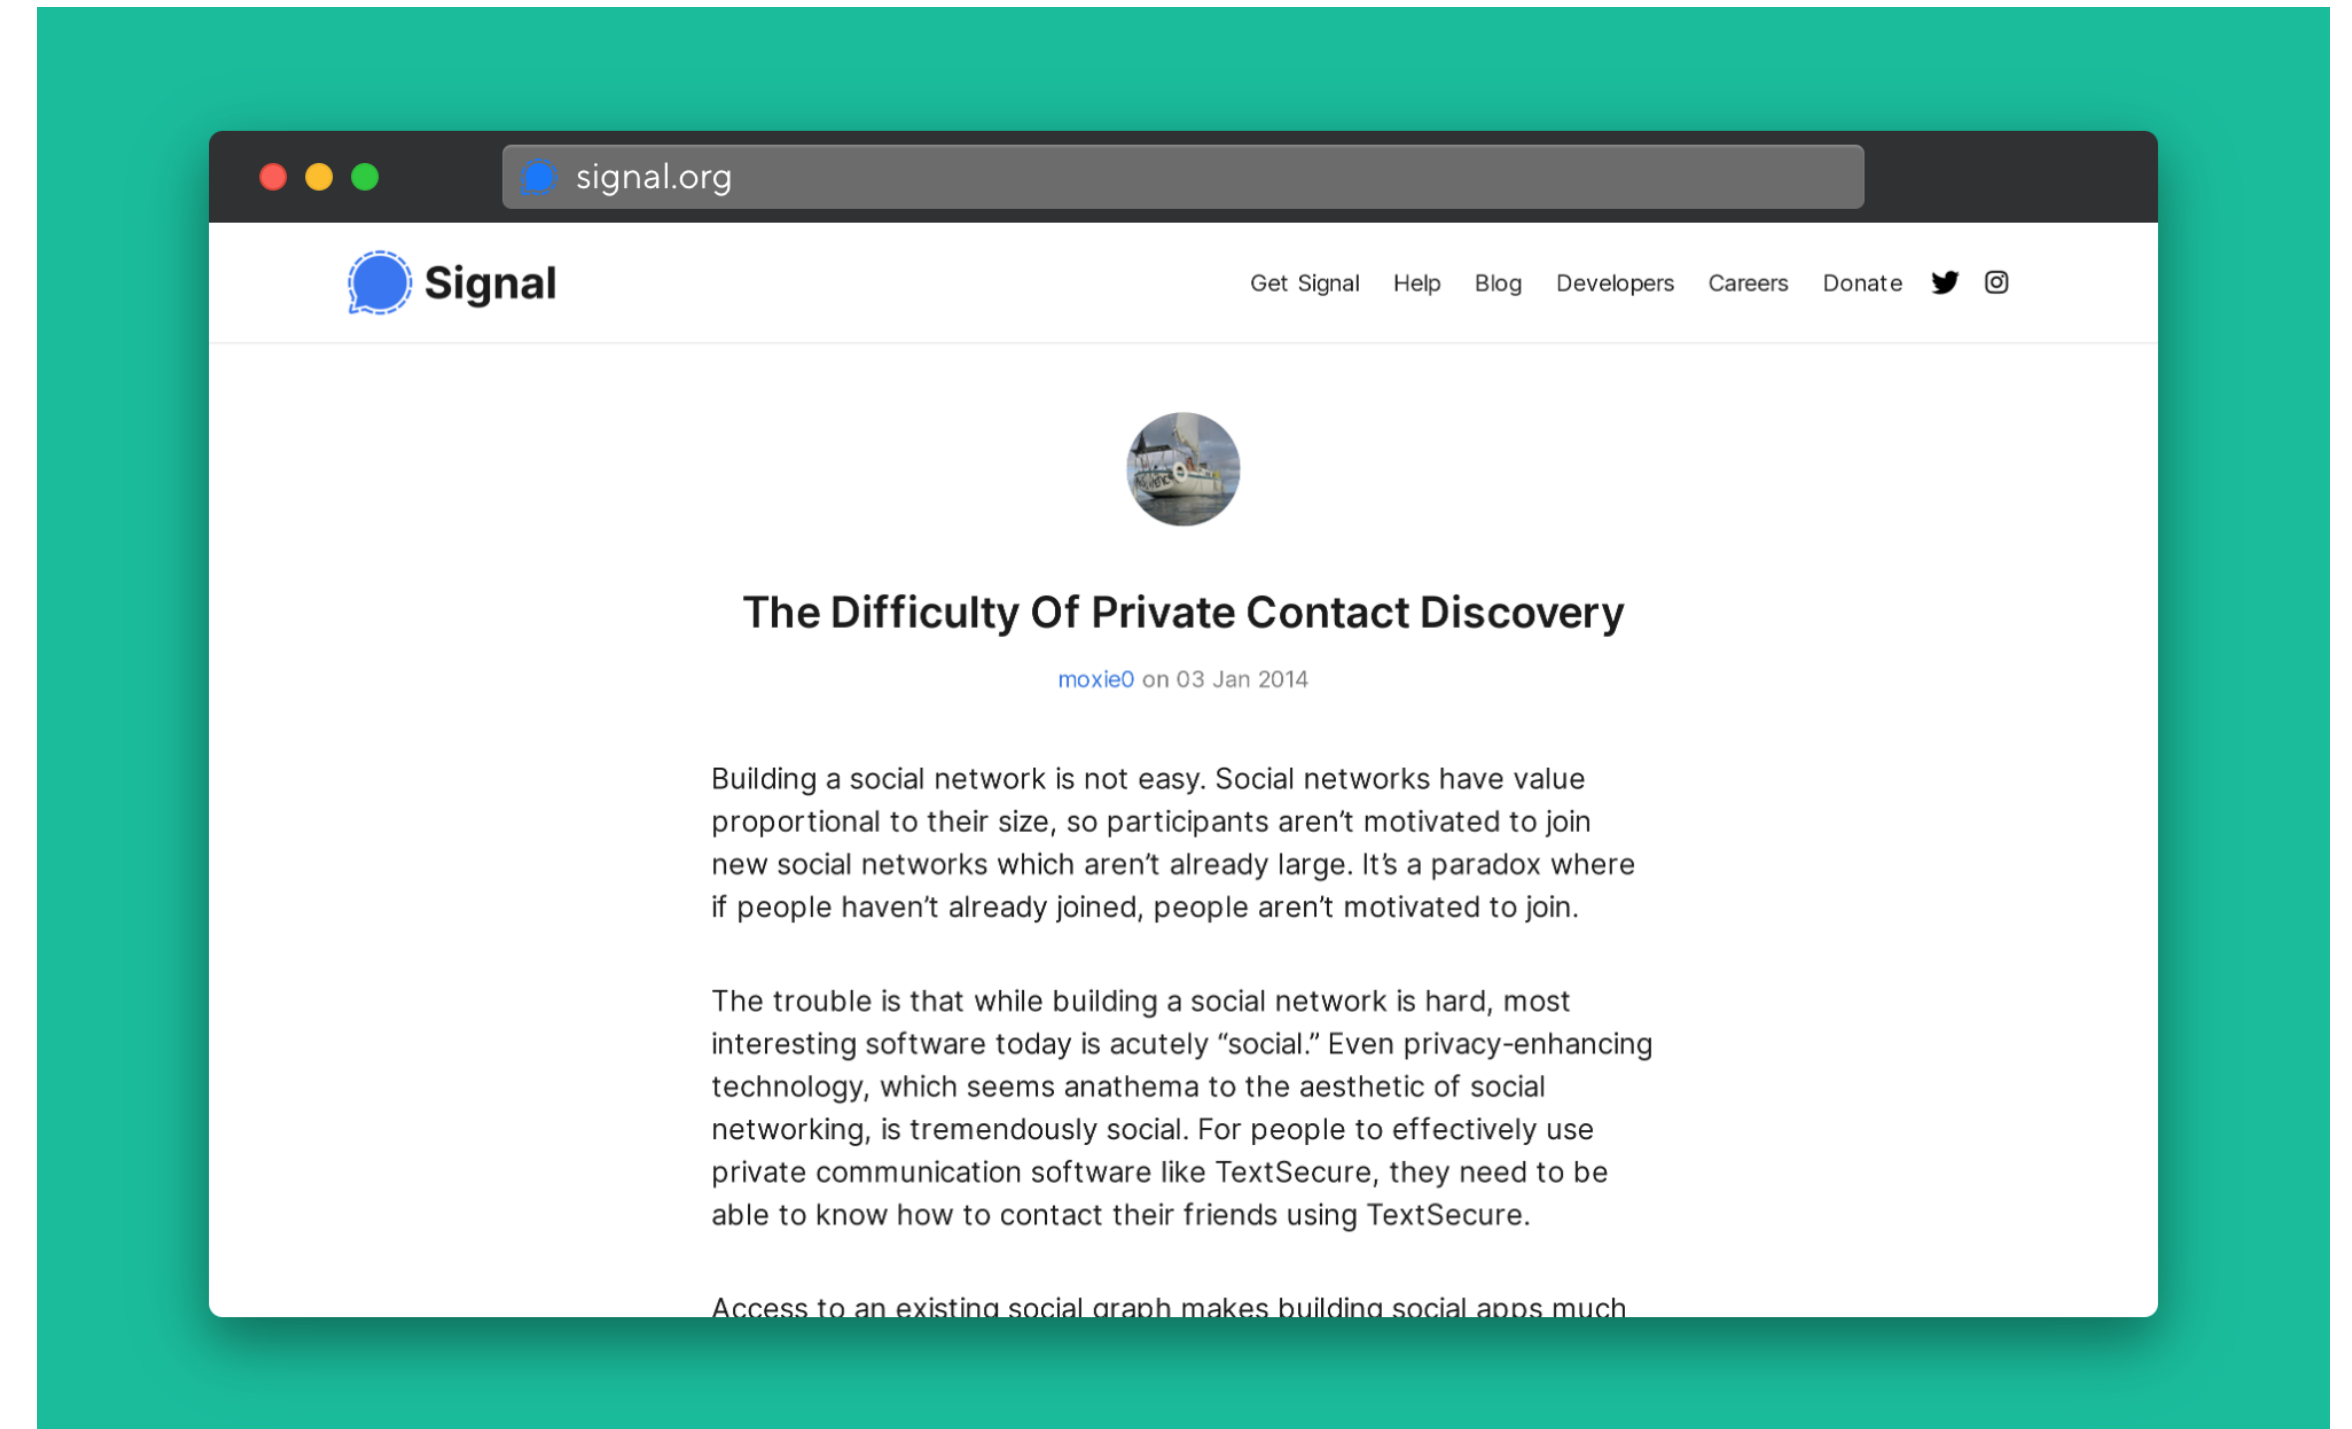 signal.org
Signal
Get Signal Help Blog Developers Careers Donate
The Difficulty Of Private Contact Discovery
moxie0 on 03 Jan 2014
Building a social network is not easy. Social networks have value
proportional to their size, so participants aren’t motivated to join
new social networks which aren’t already large. It’s a paradox where
if people haven’t already joined, people aren’t motivated to join.
The trouble is that while building a social network is hard, most
interesting software today is acutely “social.” Even privacy-enhancing
technology, which seems anathema to the aesthetic of social
networking, is tremendously social. For people to effectively use
private communication software like TextSecure, they need to be
able to know how to contact their friends using TextSecure.
Access to an existing social graph makes building social apps much